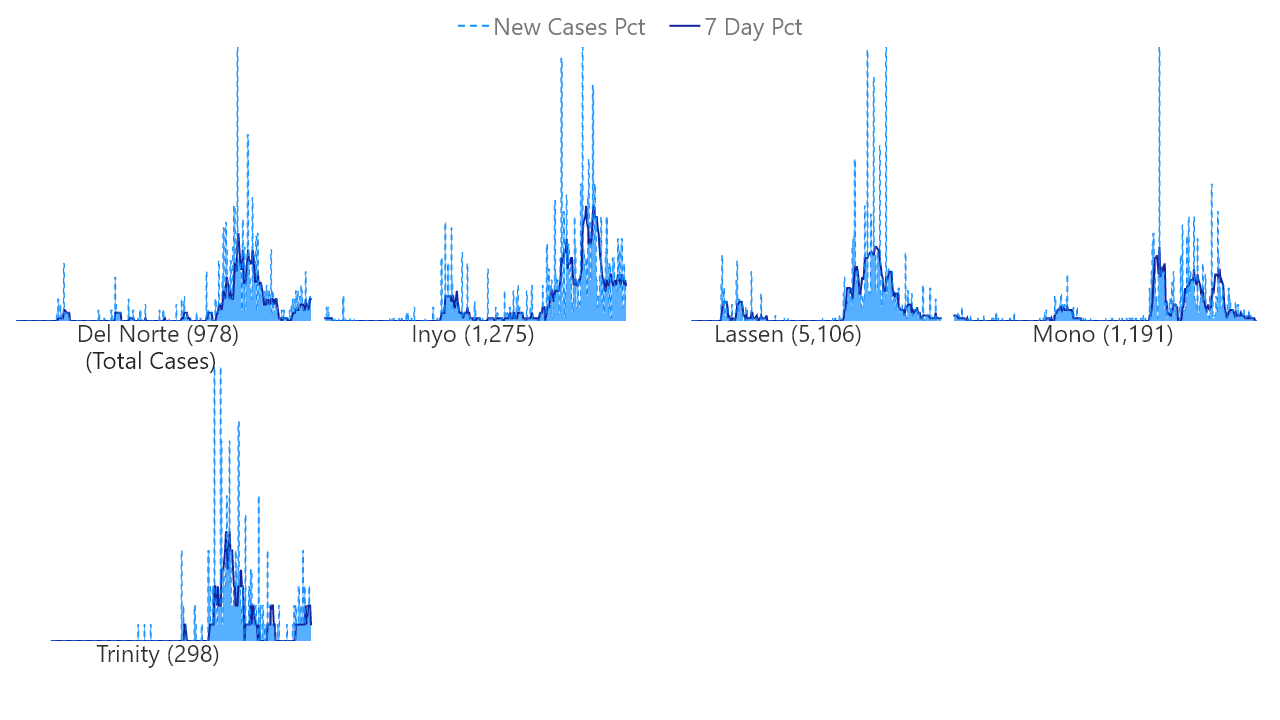 New Cases Pct 7 Day Pct
Del Norte (978) Inyo (1,275) Lassen (5,106) Mono (1,191)
(Total Cases)
Trinity (298)